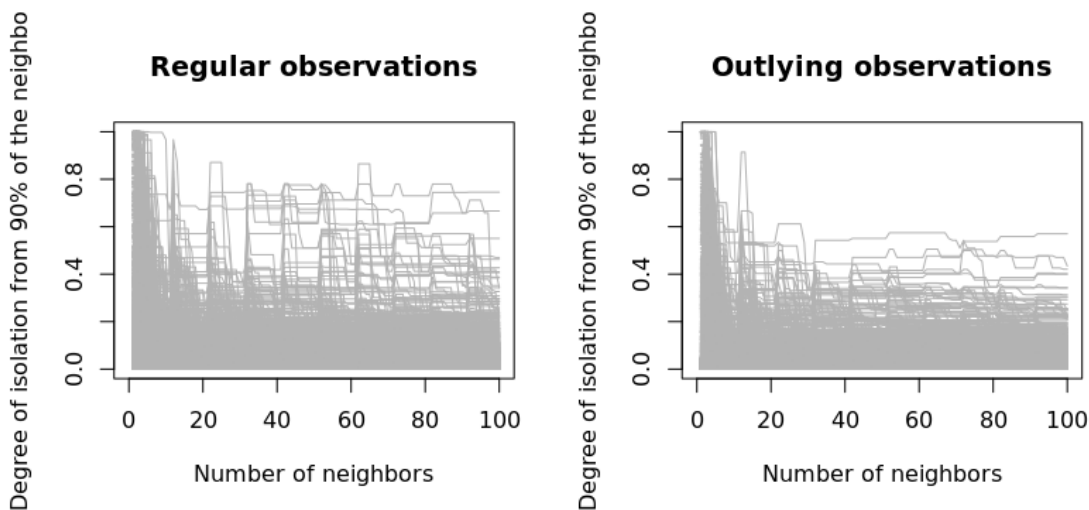 Regular observations
Degree of isolation from 90% of the neighbo
0.8
0.4
0.0
0 20 40 60 80 100
Number of neighbors
Outlying observations
Degree of isolation from 90% of the neighbo
0.8
0.4
0.0
0 20 40 60 80 100
Number of neighbors